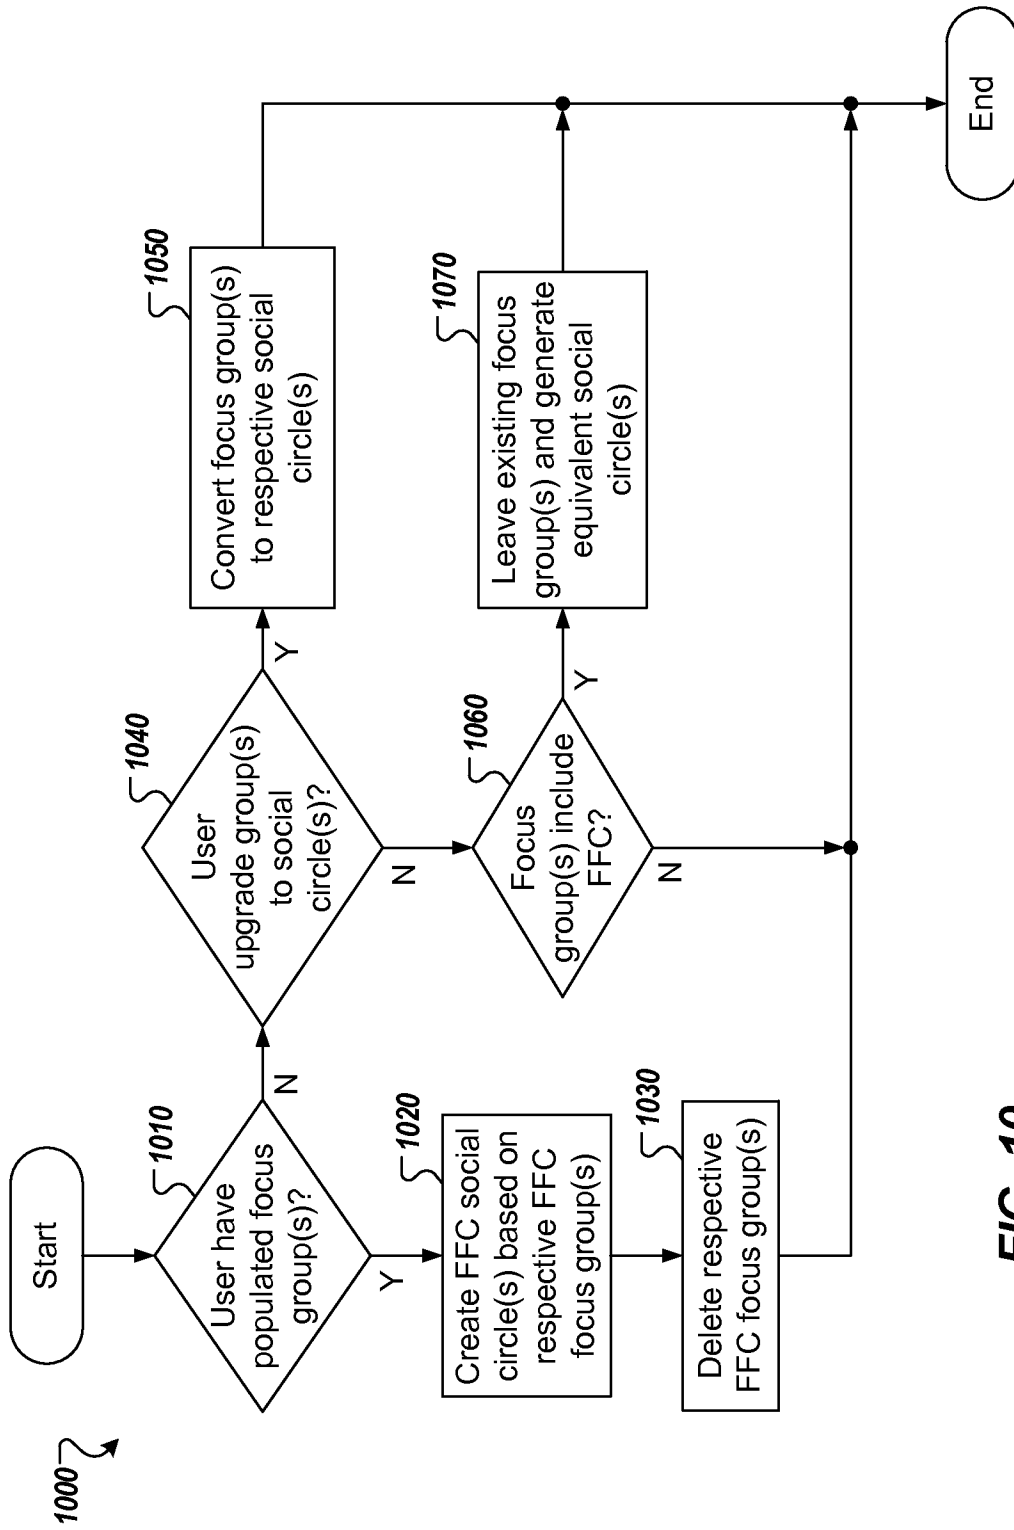 1000
Start
1010
User have
populated focus
group(s)?
Y
N
1020
Create FFC social
circle(s) based on
respective FFC
focus group(s)
1030
Delete respective
FFC focus group(s)
1040
User
upgrade group(s)
to social
circle(s)?
Y
N
1050
Convert focus group(s)
to respective social
circle(s)
1060
Focus
group(s) include
FFC?
Y
N
1070
Leave existing focus
group(s) and generate
equivalent social
circle(s)
End
FIG. 10